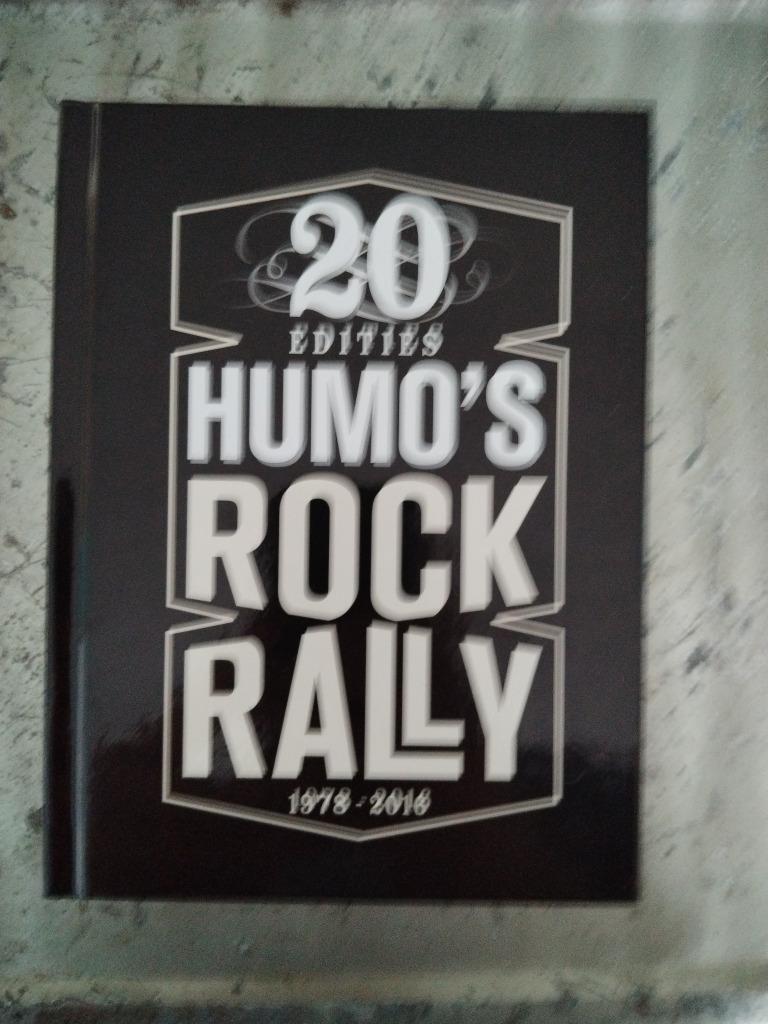 20
EDITIES
HUMO'S
ROCK
RALLY
1978 - 2016